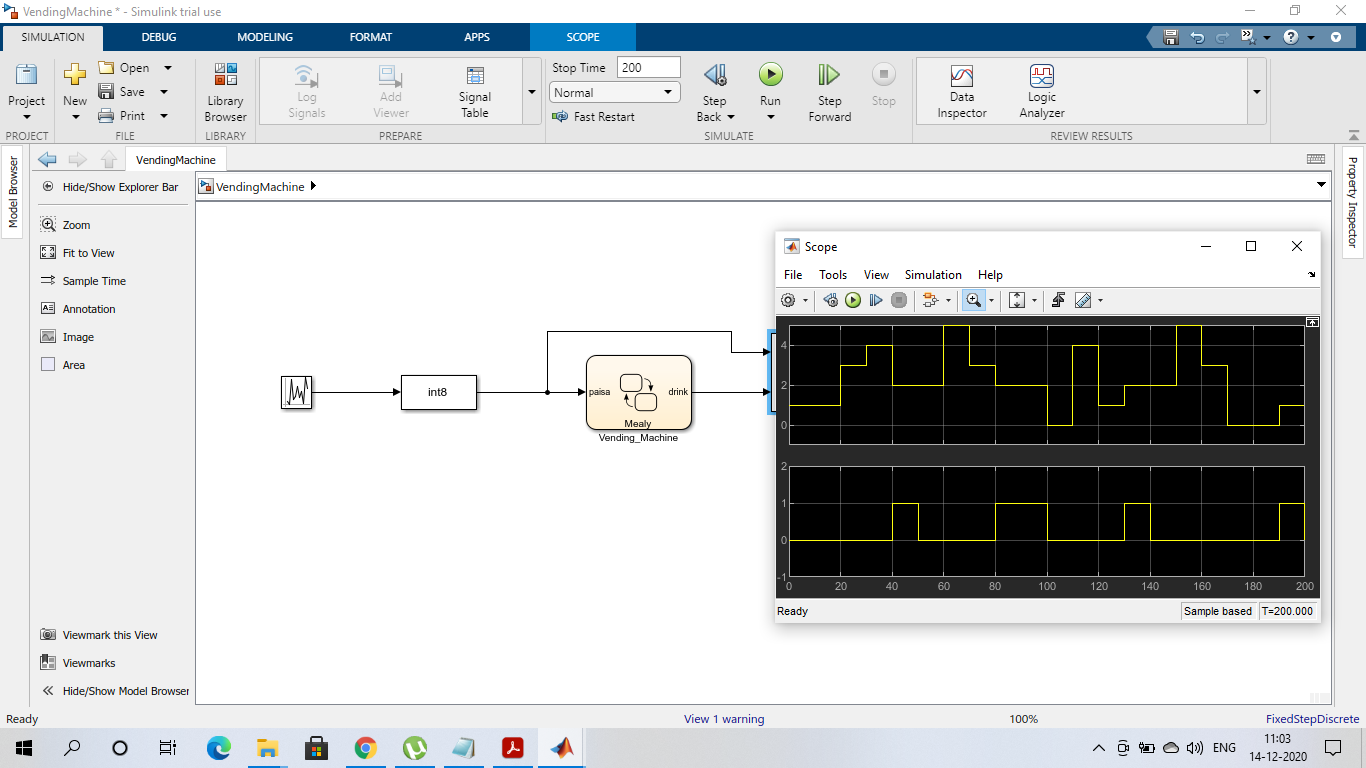 VendingMachine * - Simulink trial use
SIMULATION DEBUG MODELING FORMAT APPS SCOPE
Project
New
Open
Save
Print
Library Browser
Log Signals
Add Viewer
Signal Table
Stop Time 200
Normal
Fast Restart
Step Back
Run
Step Forward
Stop
Data Inspector
Logic Analyzer
PROJECT FILE LIBRARY PREPARE SIMULATE REVIEW RESULTS
Model Browser
VendingMachine
Property Inspector
Hide/Show Explorer Bar
VendingMachine
Zoom
Fit to View
Sample Time
Annotation
Image
Area
int8
paisa
drink
Mealy
Vending_Machine
Scope
File Tools View Simulation Help
4
2
0
2
1
0
-1
0 20 40 60 80 100 120 140 160 180 200
Ready
Sample based T=200.000
Viewmark this View
Viewmarks
Hide/Show Model Browser
Ready
View 1 warning
100%
FixedStepDiscrete
ENG
11:03
14-12-2020